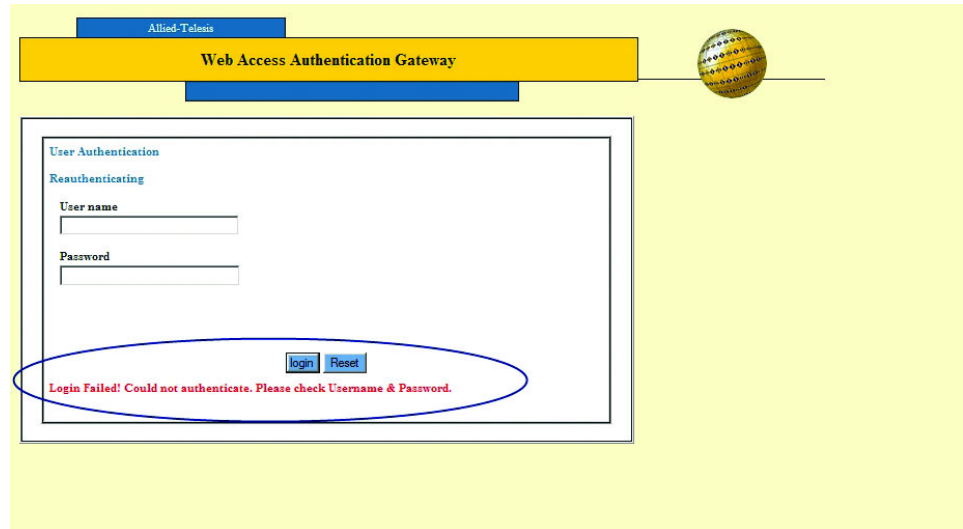 Allied-Telesis
Web Access Authentication Gateway
User Authentication
Reauthenticating
User name
Password
login Reset
Login Failed! Could not authenticate. Please check Username & Password.